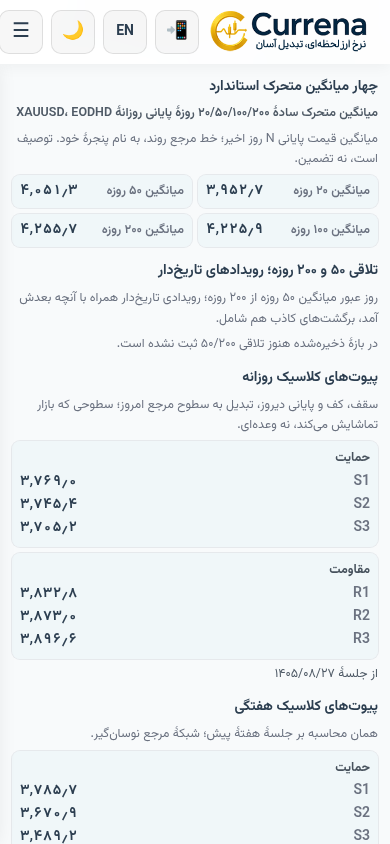 Currena
نرخ ارز لحظه‌ای، تبدیل آسان
EN
چهار میانگین متحرک استاندارد
میانگین متحرک سادهٔ ۲۰/۵۰/۱۰۰/۲۰۰ روزهٔ پایانی روزانهٔ XAUUSD، EODHD
میانگین قیمت پایانی N روز اخیر؛ خط مرجع روند، به نام پنجرهٔ خود. توصیف
است، نه تضمین.
میانگین ۲۰ روزه ۳٬۹۵۲٫۷
میانگین ۵۰ روزه ۴٬۰۵۱٫۳
میانگین ۱۰۰ روزه ۴٬۲۲۵٫۹
میانگین ۲۰۰ روزه ۴٬۲۵۵٫۷
تلاقی ۵۰ و ۲۰۰ روزه؛ رویدادهای تاریخ‌دار
روز عبور میانگین ۵۰ روزه از ۲۰۰ روزه؛ رویدادی تاریخ‌دار همراه با آنچه بعدش
آمد، برگشت‌های کاذب هم شامل.
در بازهٔ ذخیره‌شده هنوز تلاقی ۵۰/۲۰۰ ثبت نشده است.
پیوت‌های کلاسیک روزانه
سقف، کف و پایانی دیروز، تبدیل به سطوح مرجع امروز؛ سطوحی که بازار
تماشایش می‌کند، نه وعده‌ای.
حمایت
S1 ۳٬۷۶۹٫۰
S2 ۳٬۷۴۵٫۴
S3 ۳٬۷۰۵٫۲
مقاومت
R1 ۳٬۸۳۲٫۸
R2 ۳٬۸۷۳٫۰
R3 ۳٬۸۹۶٫۶
از جلسهٔ ۱۴۰۵/۰۸/۲۷
پیوت‌های کلاسیک هفتگی
همان محاسبه بر جلسهٔ هفتهٔ پیش؛ شبکهٔ مرجع نوسان‌گیر.
حمایت
S1 ۳٬۷۸۵٫۷
S2 ۳٬۶۷۰٫۹
S3 ۳٬۴۸۹٫۲